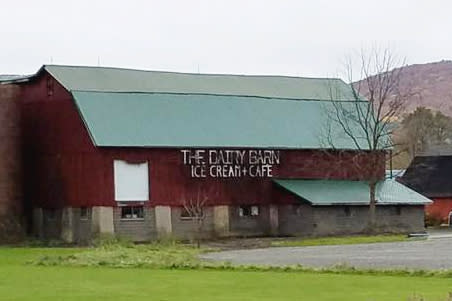 THE DAIRY BARN
ICE CREAM + CAFE